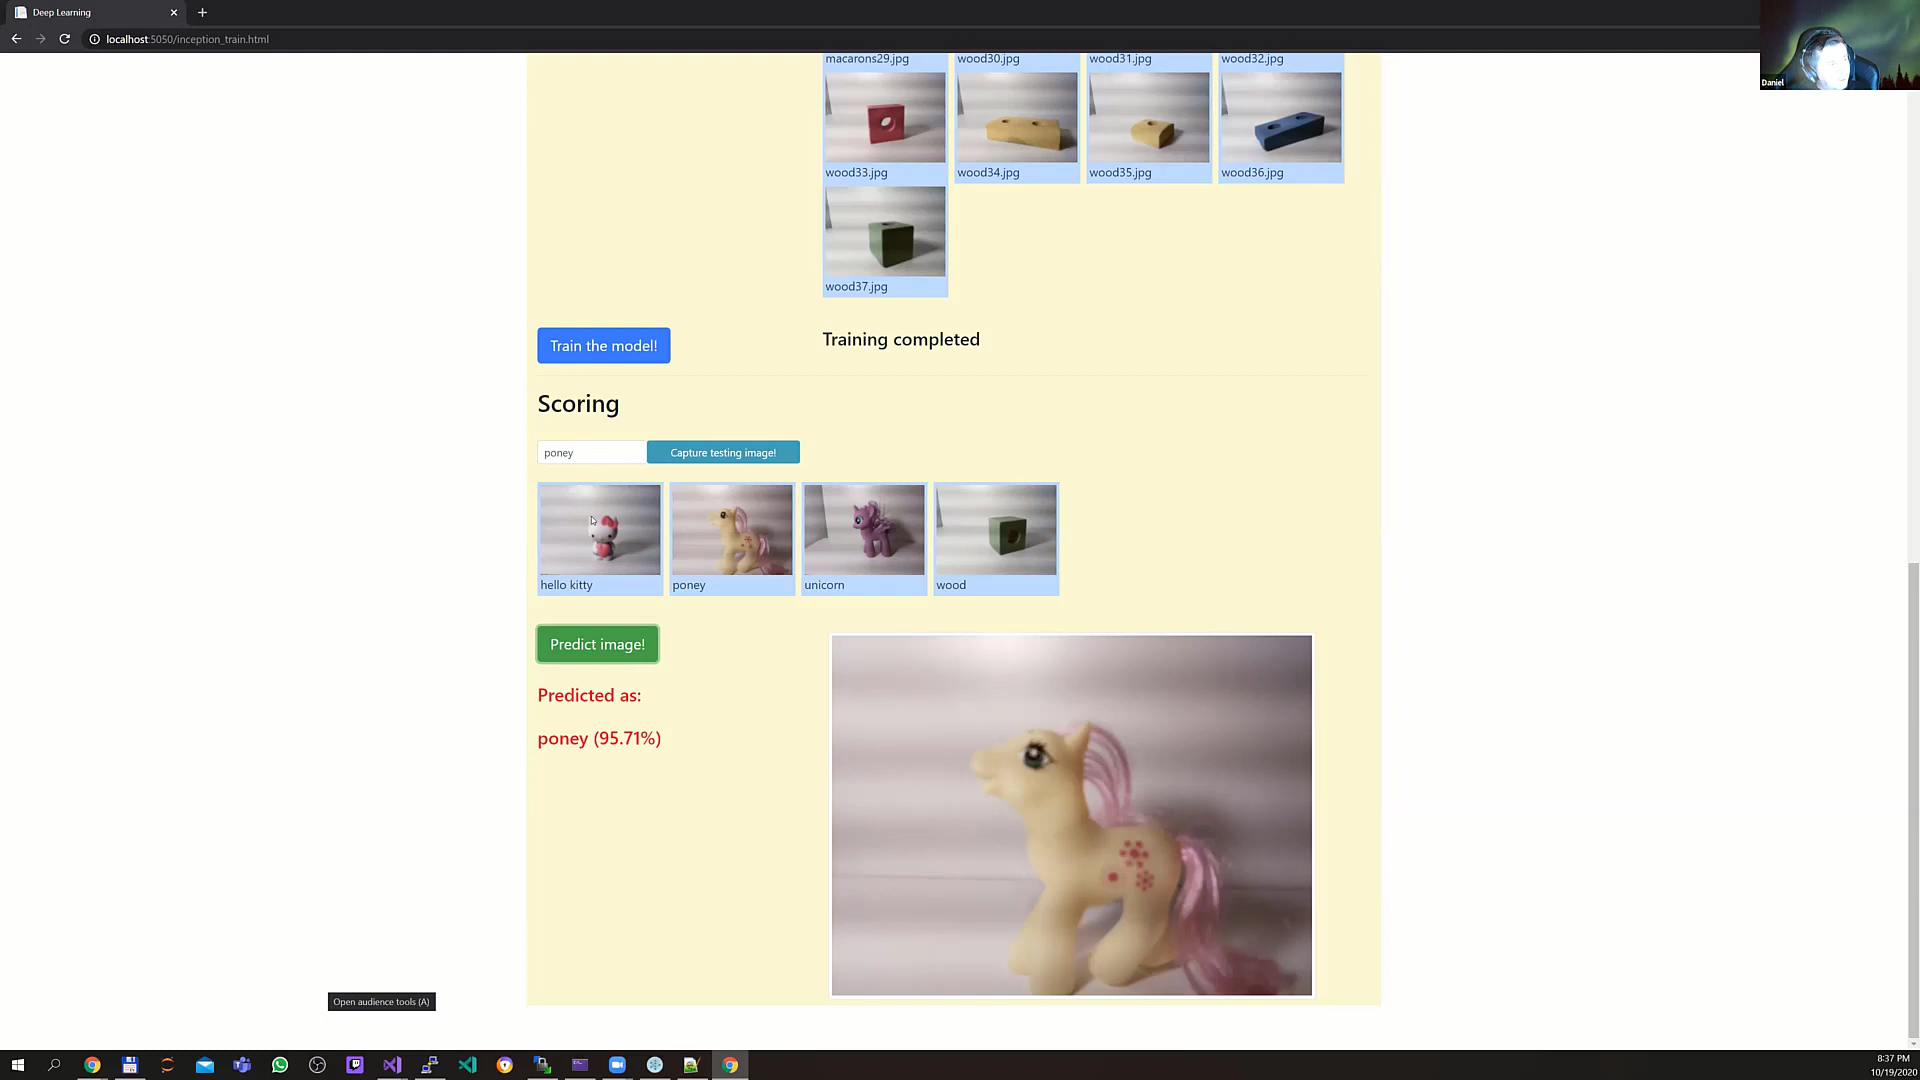 Deep Learning
localhost:5050/inception_train.html
Daniel
macarons29.jpg
wood30.jpg
wood31.jpg
wood32.jpg
wood33.jpg
wood34.jpg
wood35.jpg
wood36.jpg
wood37.jpg
Train the model!
Training completed
Scoring
poney
Capture testing image!
hello kitty
poney
unicorn
wood
Predict image!
Predicted as:
poney (95.71%)
Open audience tools (A)
8:37 PM
10/19/2020